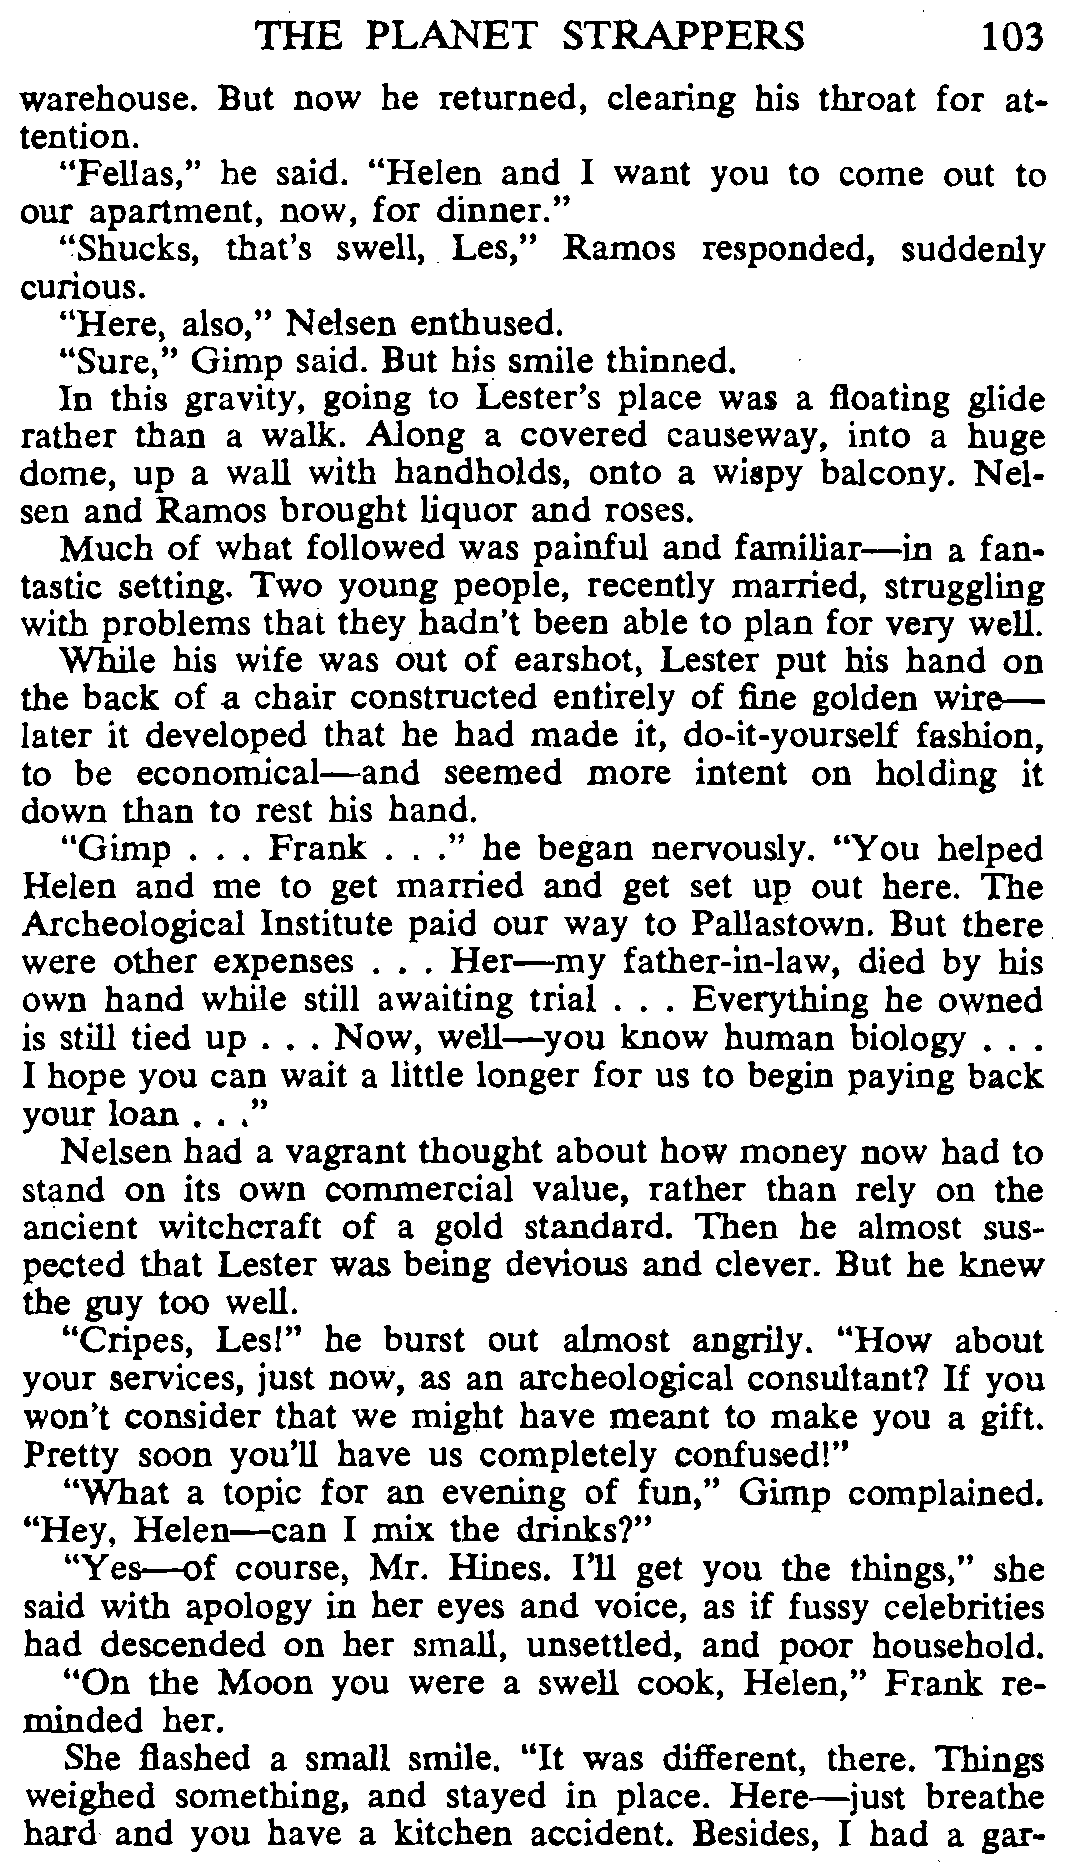 THE PLANET STRAPPERS 103
warehouse. But now he returned, clearing his throat for at-
tention.
“Fellas,” he said. “Helen and I want you to come out to
our apartment, now, for dinner.”
“Shucks, that's swell, Les,” Ramos responded, suddenly
curious.
“Here, also,” Nelsen enthused.
“Sure,” Gimp said. But his smile thinned.
In this gravity, going to Lester's place was a floating glide
rather than a walk. Along a covered causeway, into a huge
dome, up a wall with handholds, onto a wispy balcony. Nel-
sen and Ramos brought liquor and roses.
Much of what followed was painful and familiar—in a fan-
tastic setting. Two young people, recently married, struggling
with problems that they hadn't been able to plan for very well.
While his wife was out of earshot, Lester put his hand on
the back of a chair constructed entirely of fine golden wire—
later it developed that he had made it, do-it-yourself fashion,
to be economical—and seemed more intent on holding it
down than to rest his hand.
“Gimp . . . Frank . . .” he began nervously. “You helped
Helen and me to get married and get set up out here. The
Archeological Institute paid our way to Pallastown. But there
were other expenses . . . Her—my father-in-law, died by his
own hand while still awaiting trial . . . Everything he owned
is still tied up . . . Now, well—you know human biology . . .
I hope you can wait a little longer for us to begin paying back
your loan . . .”
Nelsen had a vagrant thought about how money now had to
stand on its own commercial value, rather than rely on the
ancient witchcraft of a gold standard. Then he almost sus-
pected that Lester was being devious and clever. But he knew
the guy too well.
“Cripes, Les!” he burst out almost angrily. “How about
your services, just now, as an archeological consultant? If you
won't consider that we might have meant to make you a gift.
Pretty soon you'll have us completely confused!”
“What a topic for an evening of fun,” Gimp complained.
“Hey, Helen—can I mix the drinks?”
“Yes—of course, Mr. Hines. I'll get you the things,” she
said with apology in her eyes and voice, as if fussy celebrities
had descended on her small, unsettled, and poor household.
“On the Moon you were a swell cook, Helen,” Frank re-
minded her.
She flashed a small smile. “It was different, there. Things
weighed something, and stayed in place. Here—just breathe
hard and you have a kitchen accident. Besides, I had a gar-